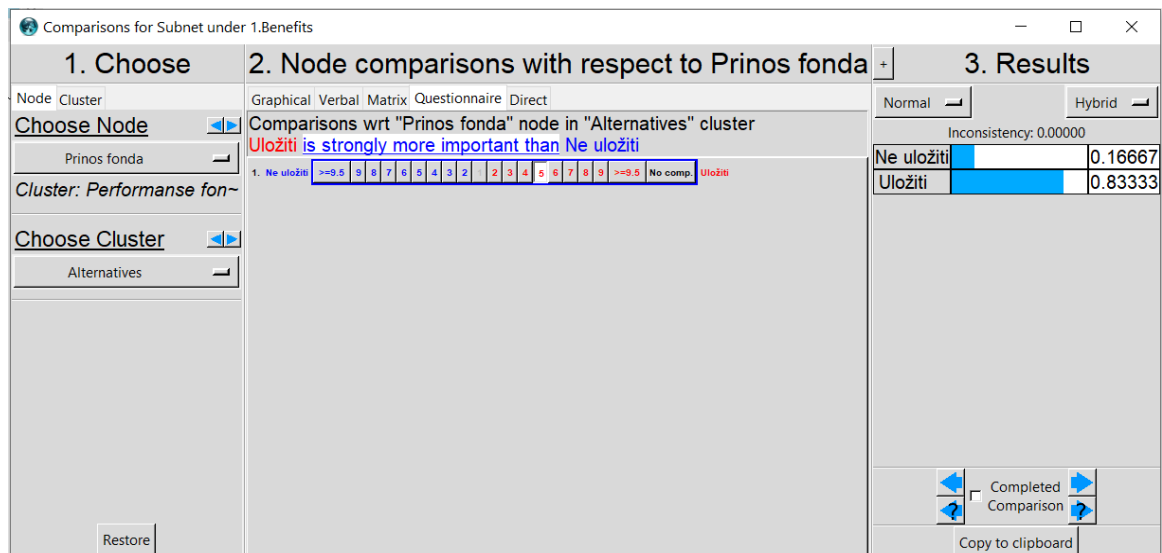 Comparisons for Subnet under 1.Benefits
1. Choose
Node Cluster
Choose Node
Prinos fonda
Cluster: Performanse fon~
Choose Cluster
Alternatives
Restore
2. Node comparisons with respect to Prinos fonda
Graphical Verbal Matrix Questionnaire Direct
Comparisons wrt "Prinos fonda" node in "Alternatives" cluster
Uložiti is strongly more important than Ne uložiti
1. Ne uložiti >=9.5 9 8 7 6 5 4 3 2 1 2 3 4 5 6 7 8 9 >=9.5 No comp. Uložiti
+ 3. Results
Normal Hybrid
Inconsistency: 0.00000
Ne uložiti 0.16667
Uložiti 0.83333
Completed
Comparison
? ?
Copy to clipboard